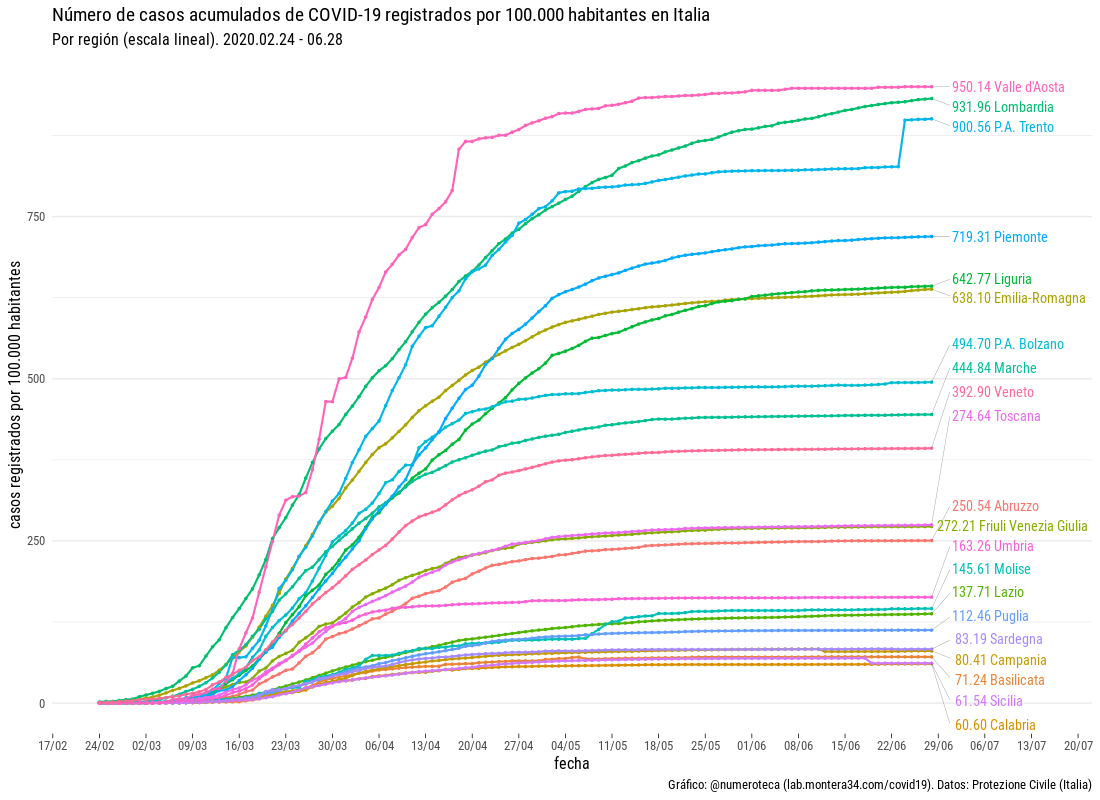 Número de casos acumulados de COVID-19 registrados por 100.000 habitantes en Italia
Por región (escala lineal). 2020.02.24 - 06.28
casos registrados por 100.000 habitantes
750
500
250
0
950.14 Valle d'Aosta
931.96 Lombardia
900.56 P.A. Trento
719.31 Piemonte
642.77 Liguria
638.10 Emilia-Romagna
494.70 P.A. Bolzano
444.84 Marche
392.90 Veneto
274.64 Toscana
250.54 Abruzzo
272.21 Friuli Venezia Giulia
163.26 Umbria
145.61 Molise
137.71 Lazio
112.46 Puglia
83.19 Sardegna
80.41 Campania
71.24 Basilicata
61.54 Sicilia
60.60 Calabria
17/02 24/02 02/03 09/03 16/03 23/03 30/03 06/04 13/04 20/04 27/04 04/05 11/05 18/05 25/05 01/06 08/06 15/06 22/06 29/06 06/07 13/07 20/07
fecha
Gráfico: @numeroteca (lab.montera34.com/covid19). Datos: Protezione Civile (Italia)